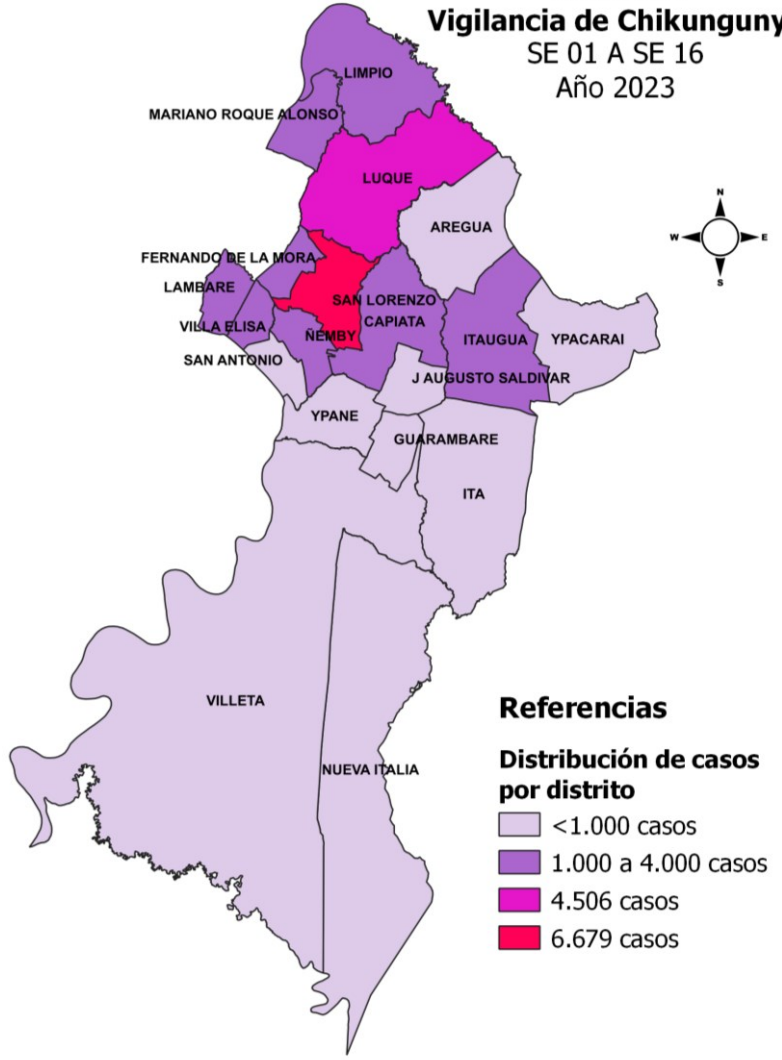 Vigilancia de Chikunguny
SE 01 A SE 16
Año 2023
LIMPIO
MARIANO ROQUE ALONSO
LUQUE
AREGUA
N
W
E
S
FERNANDO DE LA MORA
LAMBARE
SAN LORENZO
CAPIATA
VILLA ELISA
ÑEMBY
ITAUGUA
YPACARAI
SAN ANTONIO
J AUGUSTO SALDIVAR
YPANE
GUARAMBARE
ITA
VILLETA
NUEVA ITALIA
Referencias
Distribución de casos
por distrito
<1.000 casos
1.000 a 4.000 casos
4.506 casos
6.679 casos